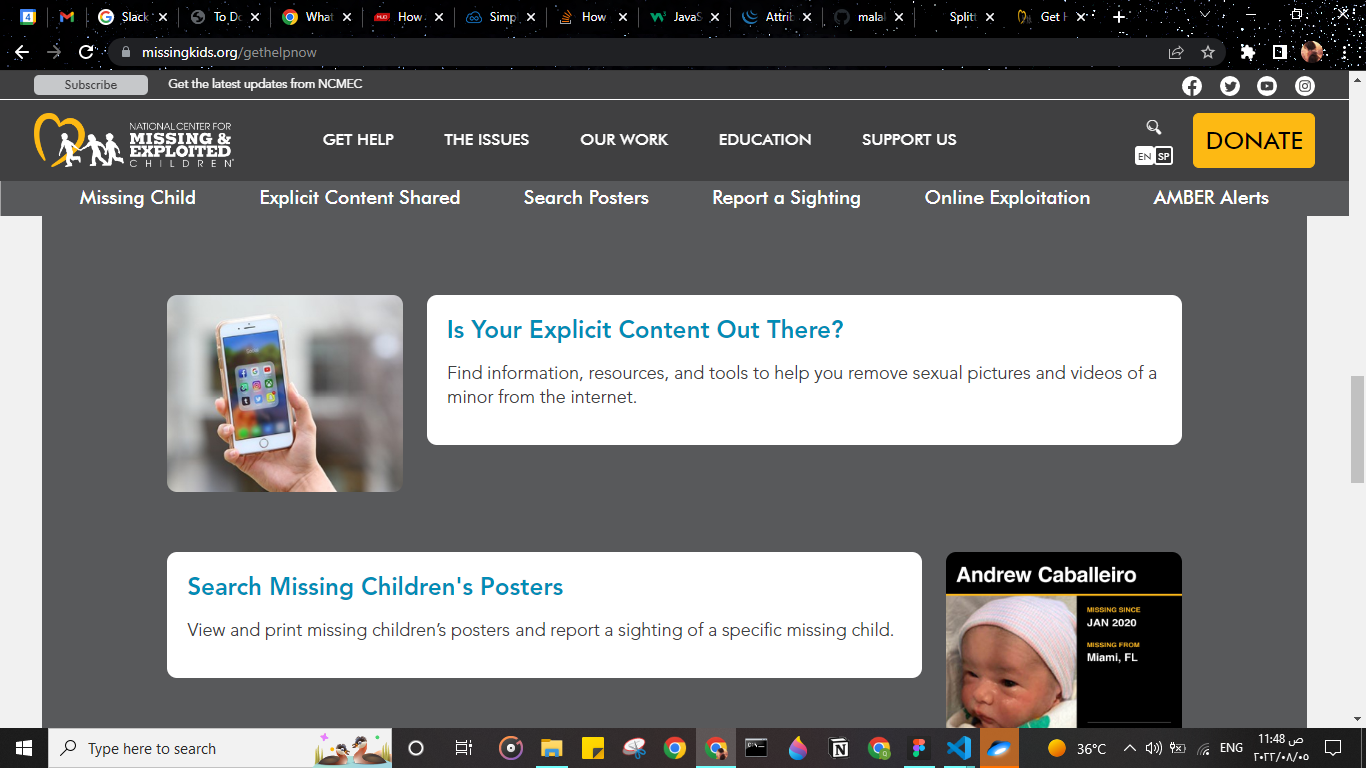 Slack
To Do
What
How
Simp
How
JavaS
Attrib
malal
Splitt
Get H
missingkids.org/gethelpnow
Subscribe
Get the latest updates from NCMEC
NATIONAL CENTER FOR
MISSING &
EXPLOITED
CHILDREN
GET HELP
THE ISSUES
OUR WORK
EDUCATION
SUPPORT US
EN
SP
DONATE
Missing Child
Explicit Content Shared
Search Posters
Report a Sighting
Online Exploitation
AMBER Alerts
Is Your Explicit Content Out There?
Find information, resources, and tools to help you remove sexual pictures and videos of a
minor from the internet.
Search Missing Children's Posters
View and print missing children’s posters and report a sighting of a specific missing child.
Andrew Caballeiro
MISSING SINCE
JAN 2020
MISSING FROM
Miami, FL
Type here to search
36°C
ENG
11:48 ص
٢٠٢٢/٠٨/٠٥